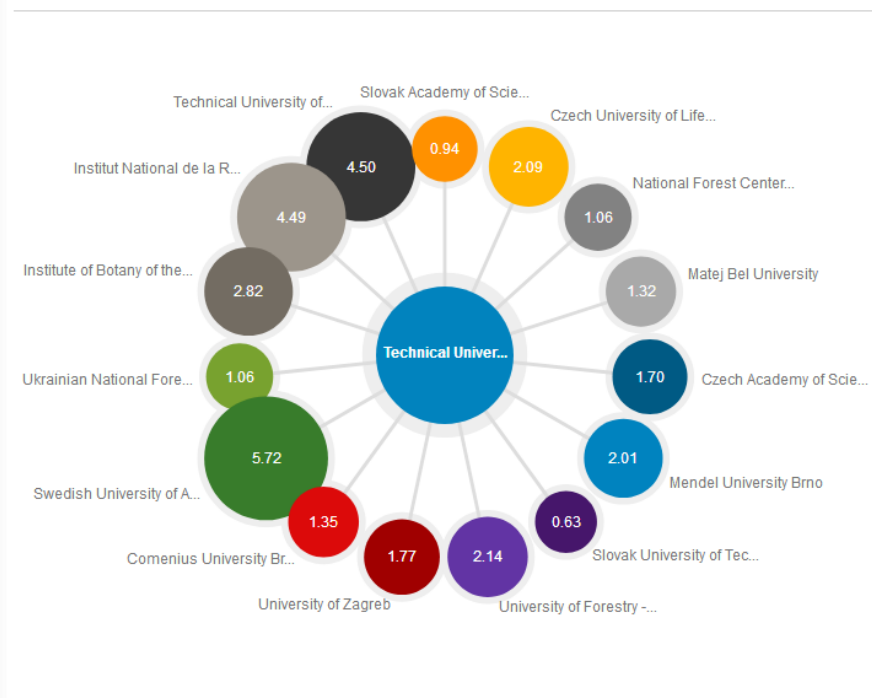 Slovak Academy of Scie...
0.94
Czech University of Life...
2.09
National Forest Center...
1.06
Matej Bel University
1.32
Czech Academy of Scie...
1.70
Mendel University Brno
2.01
Slovak University of Tec...
0.63
University of Forestry -...
2.14
University of Zagreb
1.77
Comenius University Br...
1.35
Swedish University of A...
5.72
Ukrainian National Fore...
1.06
Institute of Botany of the...
2.82
Institut National de la R...
4.49
Technical University of...
4.50
Technical Univer...